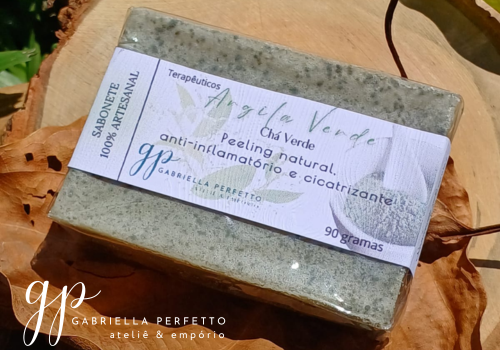 SABONETE
100% ARTESANAL
Terapêuticos
Argila Verde
Chá Verde
Peeling natural,
anti-inflamatório e cicatrizante
gp
GABRIELLA PERFETTO
90 gramas
gp
GABRIELLA PERFETTO
ateliê & empório